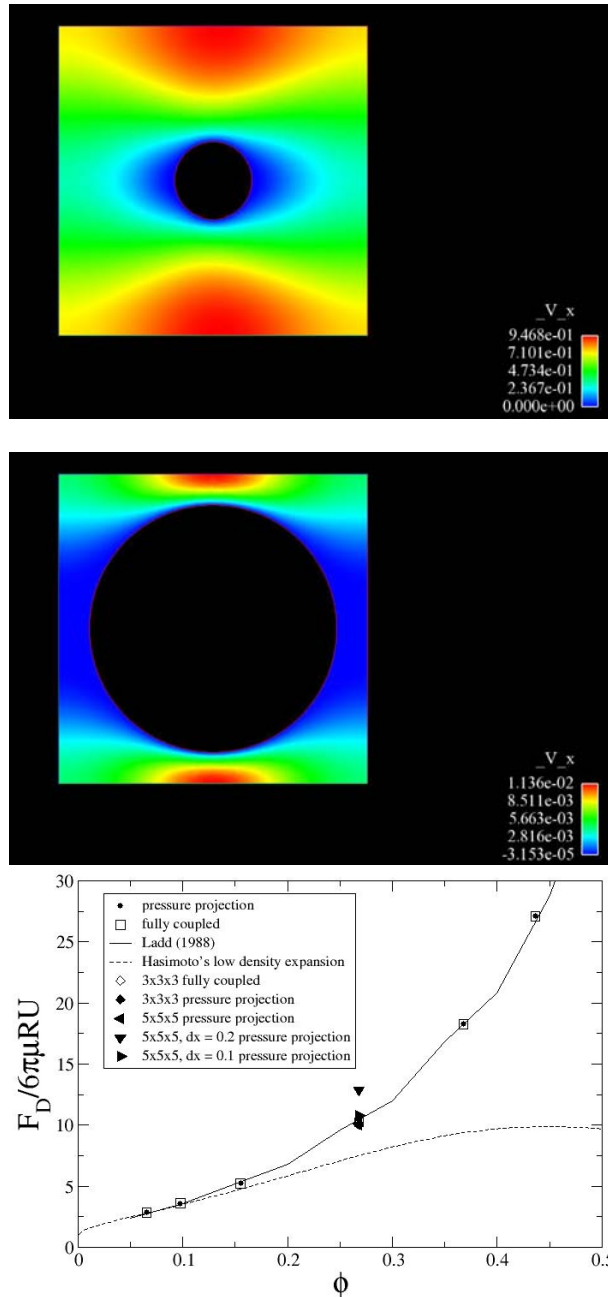 _V_x
9.468e-01
7.101e-01
4.734e-01
2.367e-01
0.000e+00
_V_x
1.136e-02
8.511e-03
5.663e-03
2.816e-03
-3.153e-05
30
25
20
15
10
5
0
F_D/6πμRU
pressure projection
fully coupled
Ladd (1988)
Hasimoto's low density expansion
3x3x3 fully coupled
3x3x3 pressure projection
5x5x5 pressure projection
5x5x5, dx = 0.2 pressure projection
5x5x5, dx = 0.1 pressure projection
0 0.1 0.2 0.3 0.4 0.5
ϕ